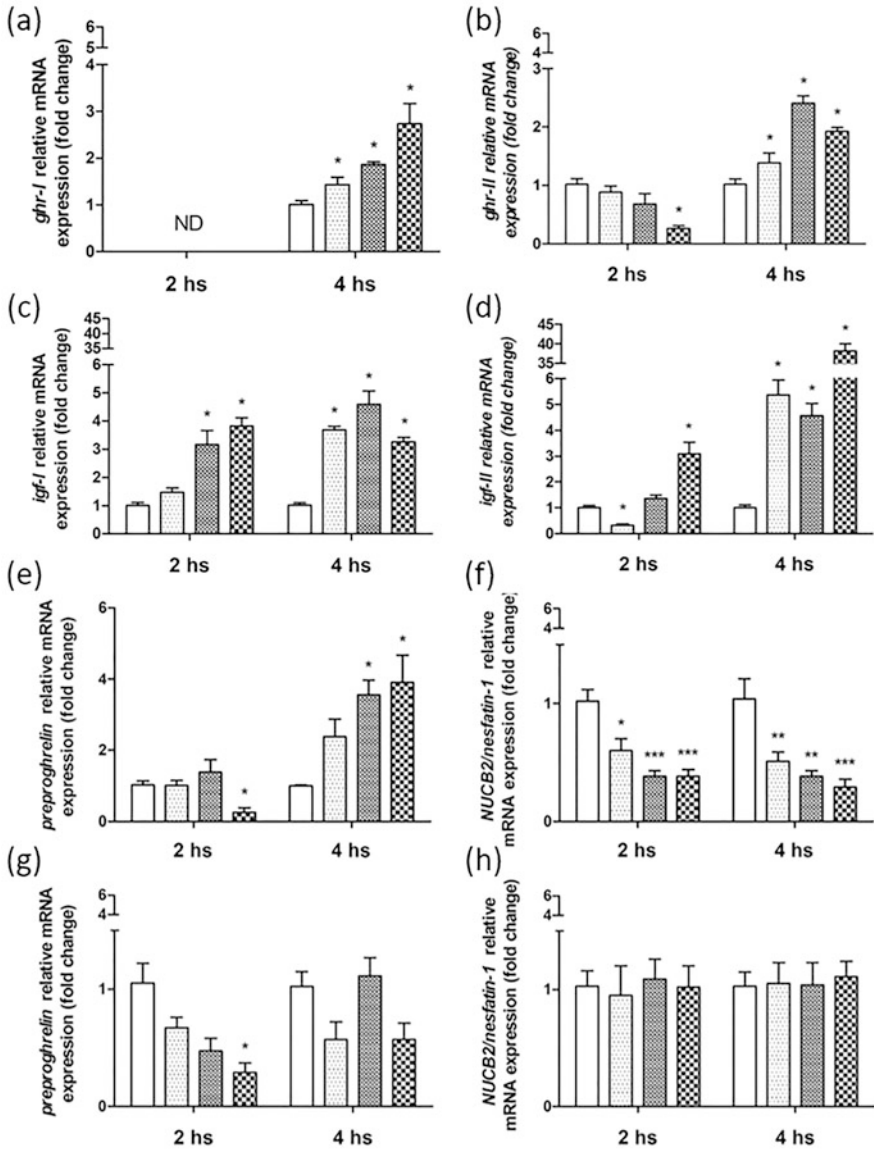 (a)
ghr-I relative mRNA
expression (fold change)
6
5
4
3
2
1
0
ND
*
*
*
2 hs
4 hs
(b)
ghr-II relative mRNA
expression (fold change)
6
4
3
2
1
0
*
*
*
*
2 hs
4 hs
(c)
igf-I relative mRNA
expression (fold change)
45
40
35
6
5
4
3
2
1
0
*
*
*
*
*
2 hs
4 hs
(d)
igf-II relative mRNA
expression (fold change)
45
40
35
6
5
4
3
2
1
0
*
*
*
*
*
2 hs
4 hs
(e)
preproghrelin relative mRNA
expression (fold change)
6
4
2
0
*
*
*
2 hs
4 hs
(f)
NUCB2/nesfatin-1 relative
mRNA expression (fold change)
6
4
1
0
*
***
***
**
**
***
2 hs
4 hs
(g)
preproghrelin relative mRNA
expression (fold change)
6
4
1
0
*
2 hs
4 hs
(h)
NUCB2/nesfatin-1 relative
mRNA expression (fold change)
6
4
1
0
2 hs
4 hs